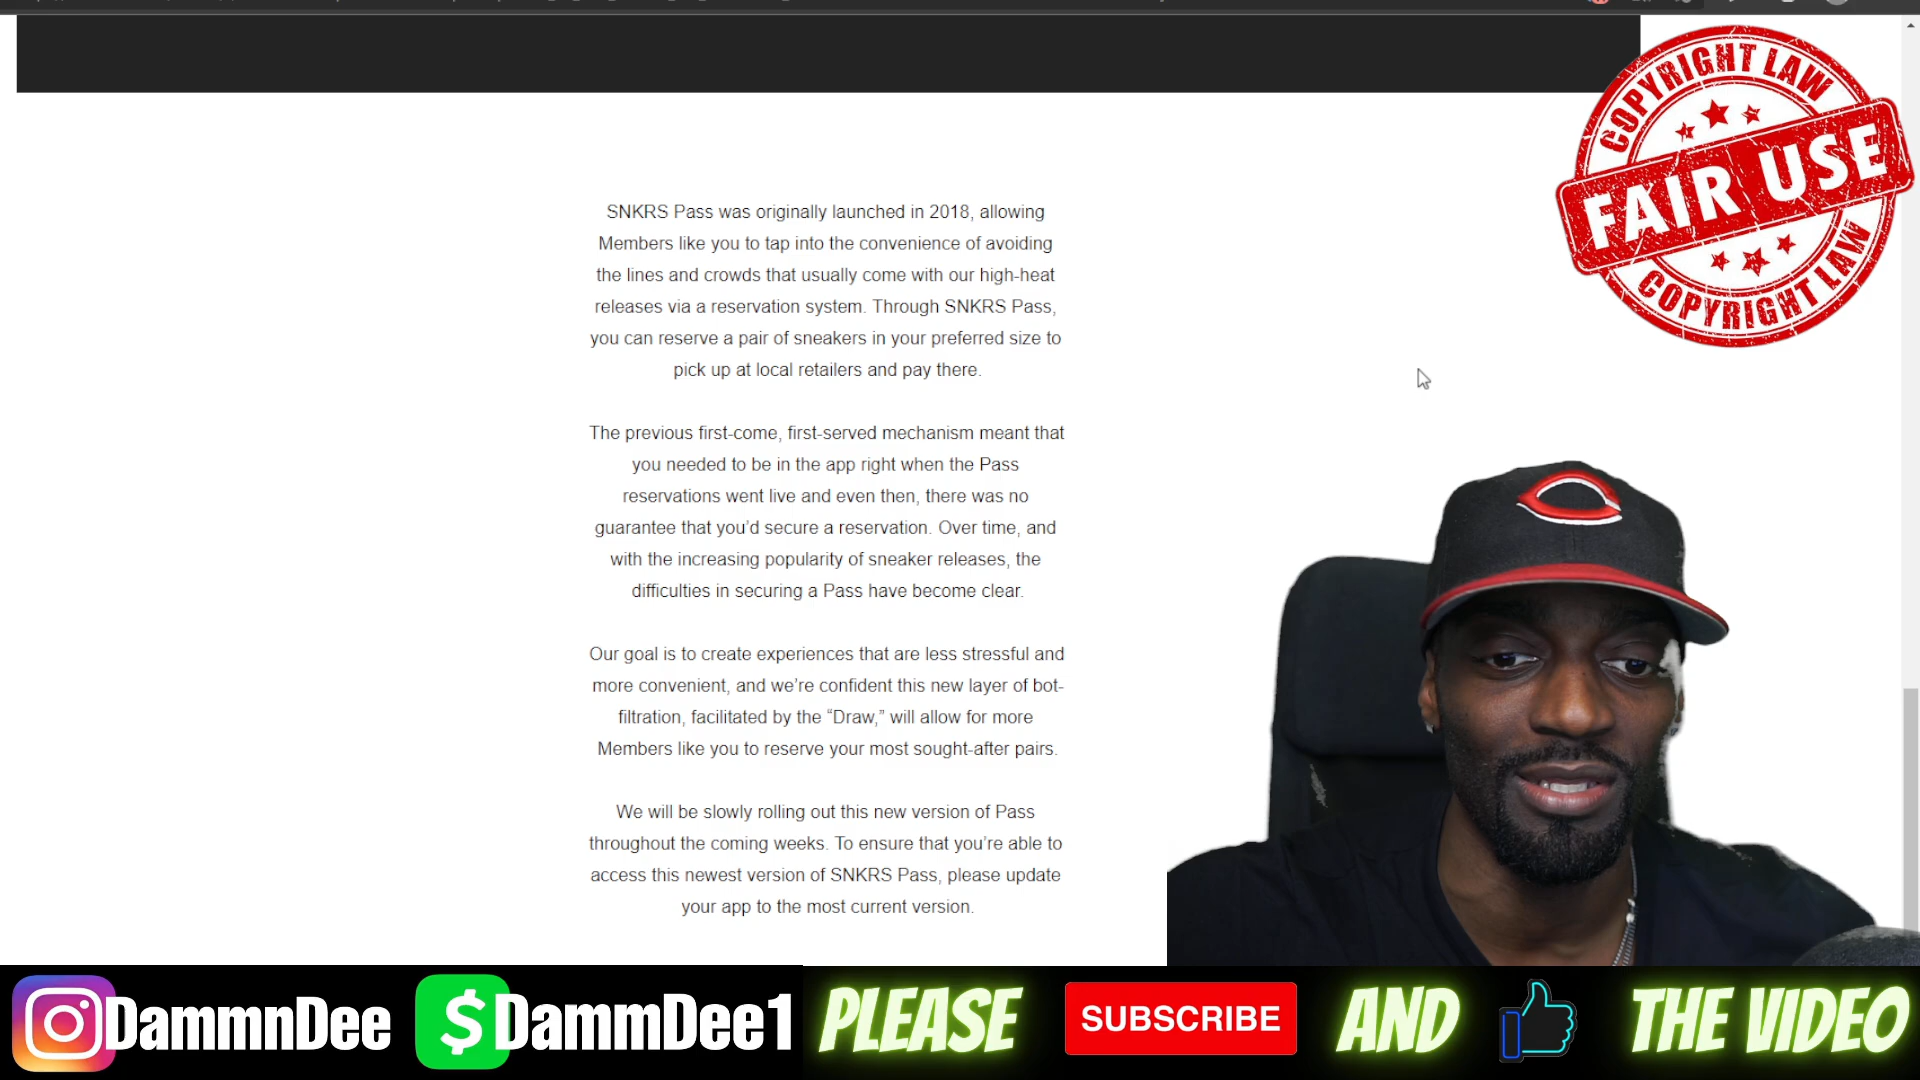 COPYRIGHT LAW
FAIR USE
COPYRIGHT LAW
SNKRS Pass was originally launched in 2018, allowing
Members like you to tap into the convenience of avoiding
the lines and crowds that usually come with our high-heat
releases via a reservation system. Through SNKRS Pass,
you can reserve a pair of sneakers in your preferred size to
pick up at local retailers and pay there.
The previous first-come, first-served mechanism meant that
you needed to be in the app right when the Pass
reservations went live and even then, there was no
guarantee that you’d secure a reservation. Over time, and
with the increasing popularity of sneaker releases, the
difficulties in securing a Pass have become clear.
Our goal is to create experiences that are less stressful and
more convenient, and we’re confident this new layer of bot-
filtration, facilitated by the “Draw,” will allow for more
Members like you to reserve your most sought-after pairs.
We will be slowly rolling out this new version of Pass
throughout the coming weeks. To ensure that you’re able to
access this newest version of SNKRS Pass, please update
your app to the most current version.
DammnDee $ DammDee1 PLEASE SUBSCRIBE AND THE VIDEO